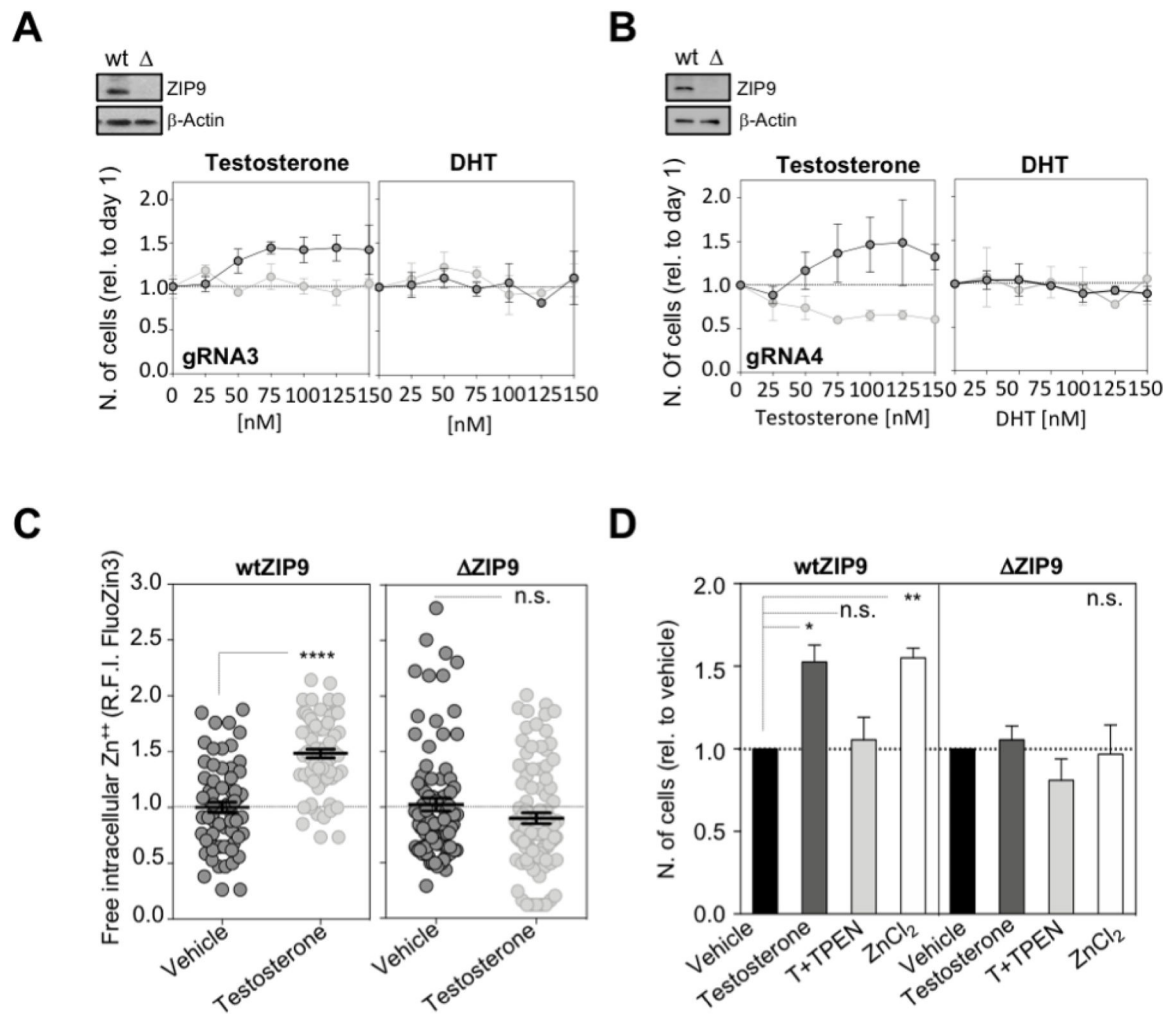 A
wt Δ
ZIP9
β-Actin
Testosterone DHT
N. of cells (rel. to day 1)
2.0
1.5
1.0
0.5
0.0
gRNA3
0 25 50 75 100 125 150 25 50 75 100 125 150
[nM] [nM]
B
wt Δ
ZIP9
β-Actin
Testosterone DHT
N. Of cells (rel. to day 1)
2.0
1.5
1.0
0.5
0.0
gRNA4
0 25 50 75 100 125 150 25 50 75 100 125 150
Testosterone [nM] DHT [nM]
C
wtZIP9 ΔZIP9
Free intracellular Zn⁺⁺ (R.F.I. FluoZin3)
3.0
2.5
2.0
1.5
1.0
0.5
0.0
****
n.s.
Vehicle Testosterone Vehicle Testosterone
D
wtZIP9 ΔZIP9
N. of cells (rel. to vehicle)
2.0
1.5
1.0
0.5
0.0
**
n.s.
*
n.s.
Vehicle Testosterone T+TPEN ZnCl₂ Vehicle Testosterone T+TPEN ZnCl₂